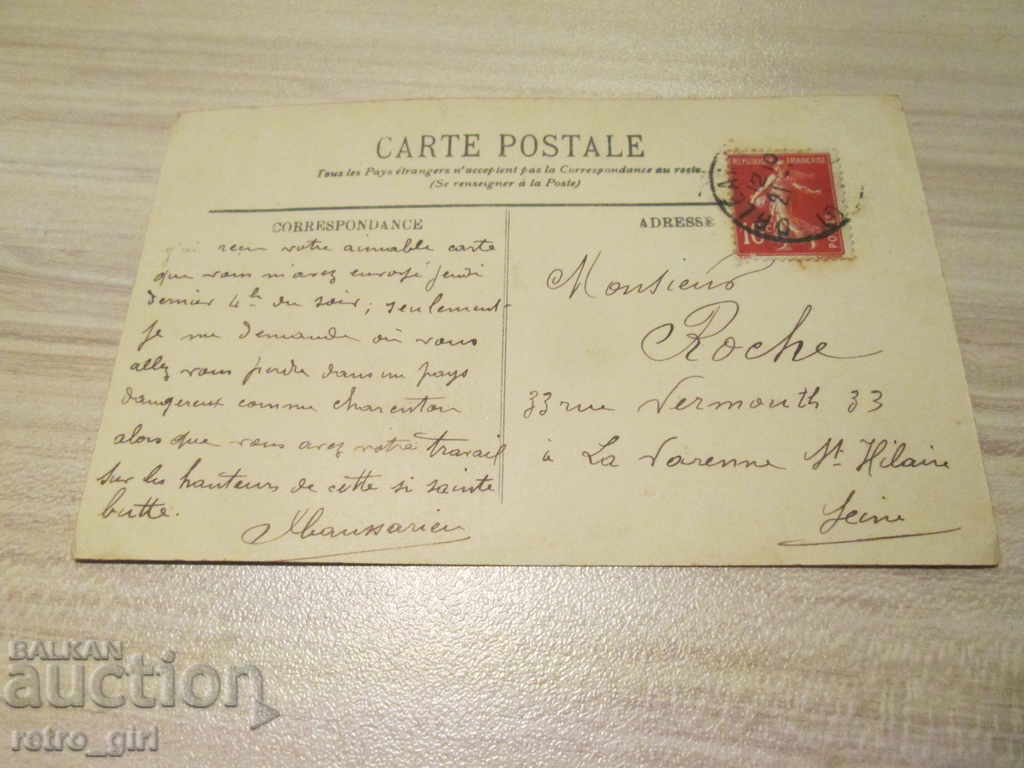 CARTE POSTALE
Tous les Pays étrangers n'acceptent pas la Correspondance au recto.
(Se renseigner à la Poste)
CORRESPONDANCE
j'ai reçu votre aimable carte
que vous m'avez envoyé jeudi
dernier 4h du soir; seulement
je me demande où vous
allez vous perdre dans un pays
dangereux comme charenton
alors que vous avez votre travail
sur les hauteurs de cette si sainte
butte.
ADRESSE
REPUBLIQUE FRANÇAISE
10
POSTES
21
Monsieur
Roche
33 rue Vermouth 33
à La Varenne St Hilaire
Seine
BALKAN
auction
retro_girl